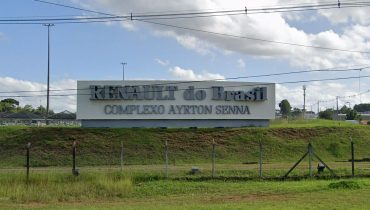 RENAULT do Brasil
COMPLEXO AYRTON SENNA